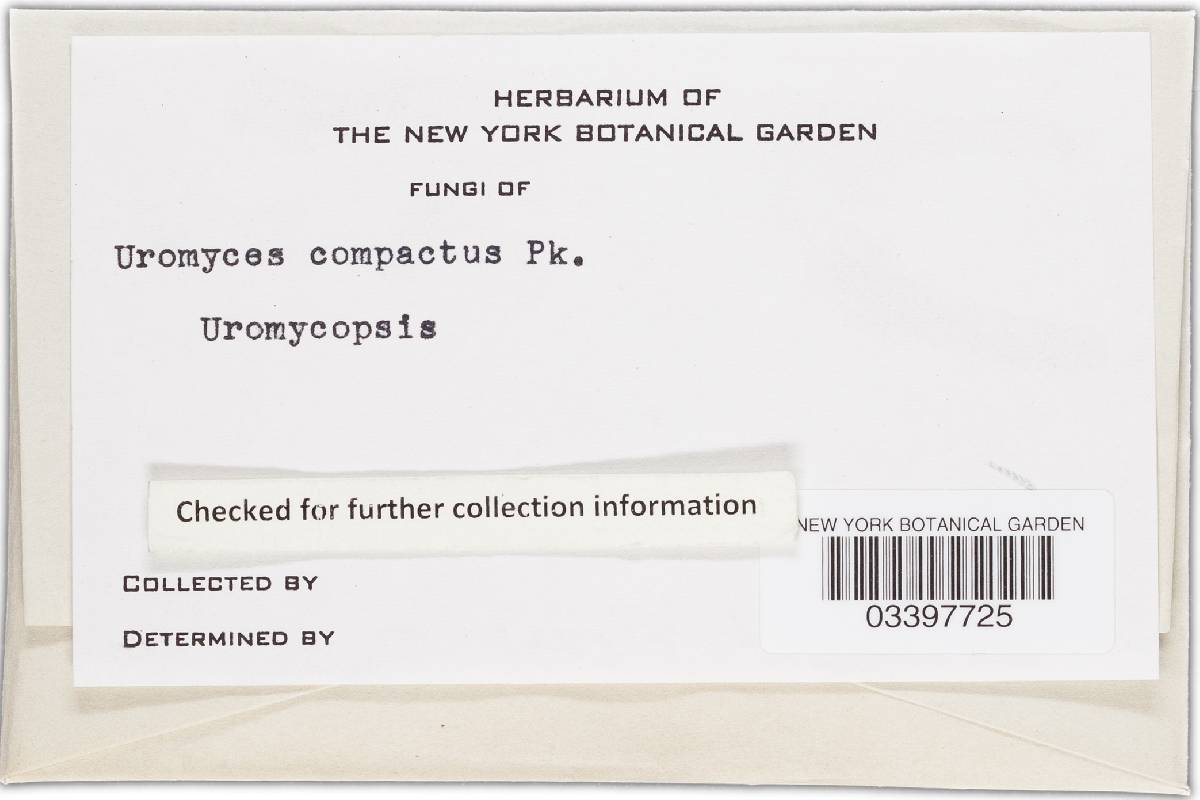 HERBARIUM OF
THE NEW YORK BOTANICAL GARDEN
FUNGI OF
Uromyces compactus Pk.
Uromycopsis
Checked for further collection information
NEW YORK BOTANICAL GARDEN
03397725
COLLECTED BY
DETERMINED BY